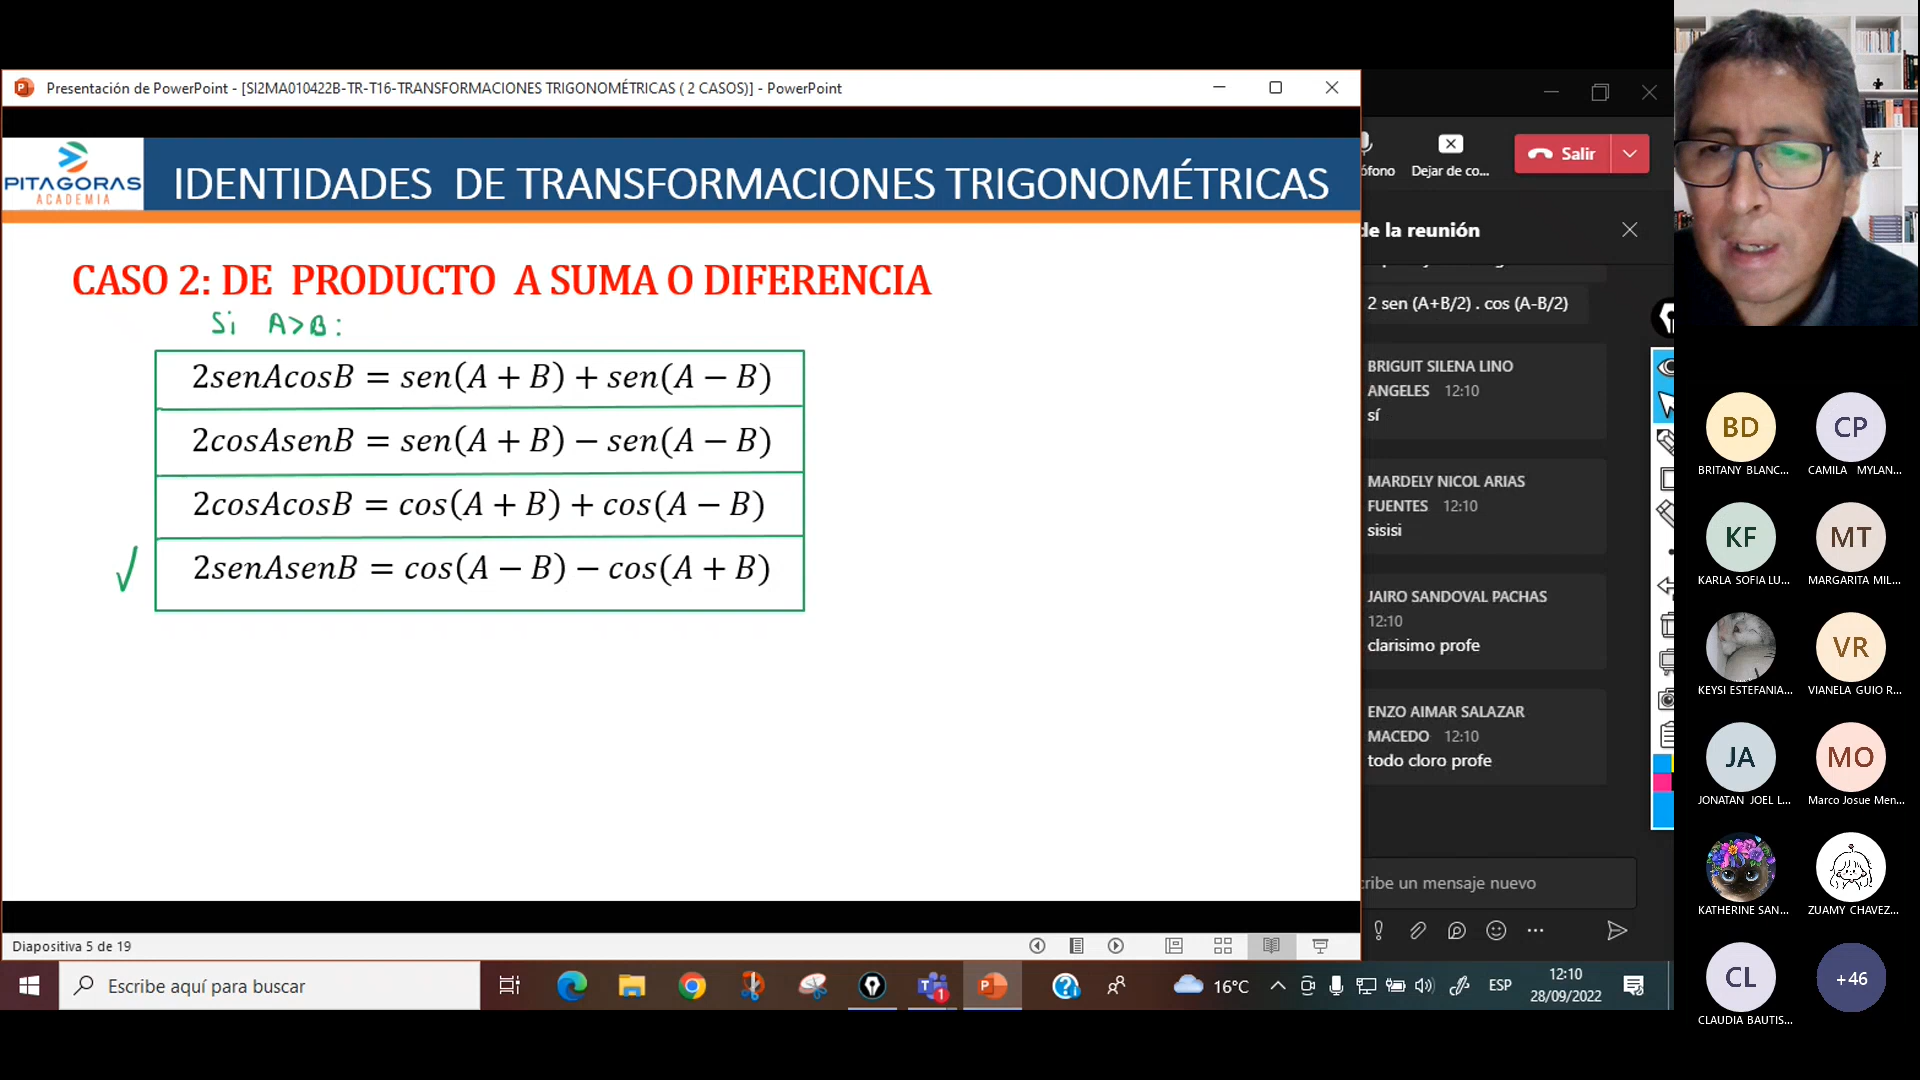 Presentación de PowerPoint - [SI2MA010422B-TR-T16-TRANSFORMACIONES TRIGONOMÉTRICAS ( 2 CASOS)] - PowerPoint
PITAGORAS
ACADEMIA
IDENTIDADES DE TRANSFORMACIONES TRIGONOMÉTRICAS
CASO 2: DE PRODUCTO A SUMA O DIFERENCIA
Si A>B:
2senAcosB = sen(A + B) + sen(A − B)
2cosAsenB = sen(A + B) − sen(A − B)
2cosAcosB = cos(A + B) + cos(A − B)
✓ 2senAsenB = cos(A − B) − cos(A + B)
Diapositiva 5 de 19
Escribe aquí para buscar
16°C
ESP
12:10
28/09/2022
ófono
Dejar de co...
Salir
de la reunión
2 sen (A+B/2) . cos (A-B/2)
BRIGUIT SILENA LINO
ANGELES 12:10
sí
MARDELY NICOL ARIAS
FUENTES 12:10
sisisi
JAIRO SANDOVAL PACHAS
12:10
clarisimo profe
ENZO AIMAR SALAZAR
MACEDO 12:10
todo cloro profe
cribe un mensaje nuevo
BD
BRITANY BLANC...
CP
CAMILA MYLAN...
KF
KARLA SOFIA LU...
MT
MARGARITA MIL...
KEYSI ESTEFANIA...
VR
VIANELA GUIO R...
JA
JONATAN JOEL L...
MO
Marco Josue Men...
KATHERINE SAN...
ZUAMY CHAVEZ...
CL
CLAUDIA BAUTIS...
+46